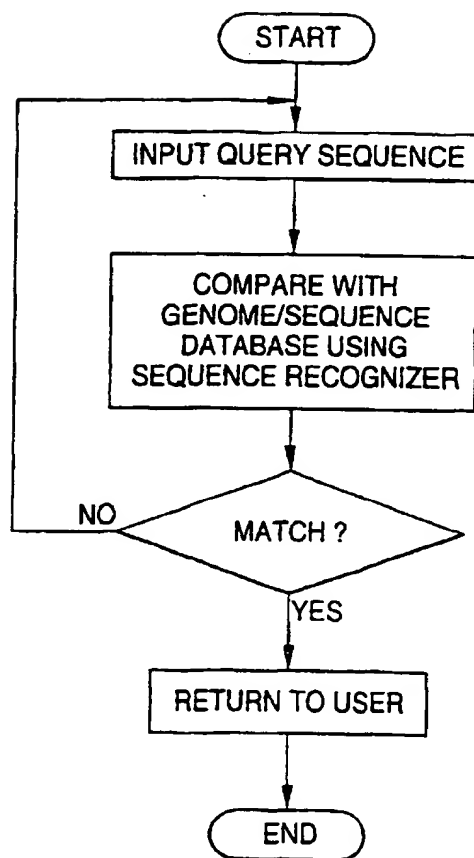 START
INPUT QUERY SEQUENCE
COMPARE WITH
GENOME/SEQUENCE
DATABASE USING
SEQUENCE RECOGNIZER
MATCH ?
NO
YES
RETURN TO USER
END